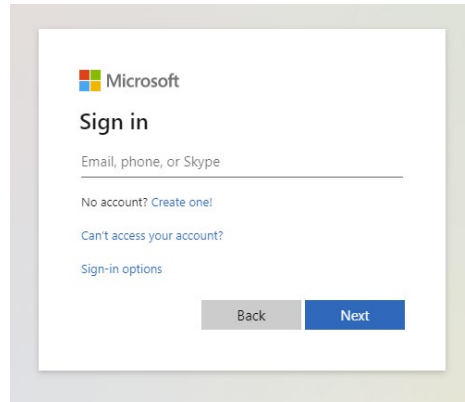 Microsoft
Sign in
Email, phone, or Skype
No account? Create one!
Can't access your account?
Sign-in options
Back Next